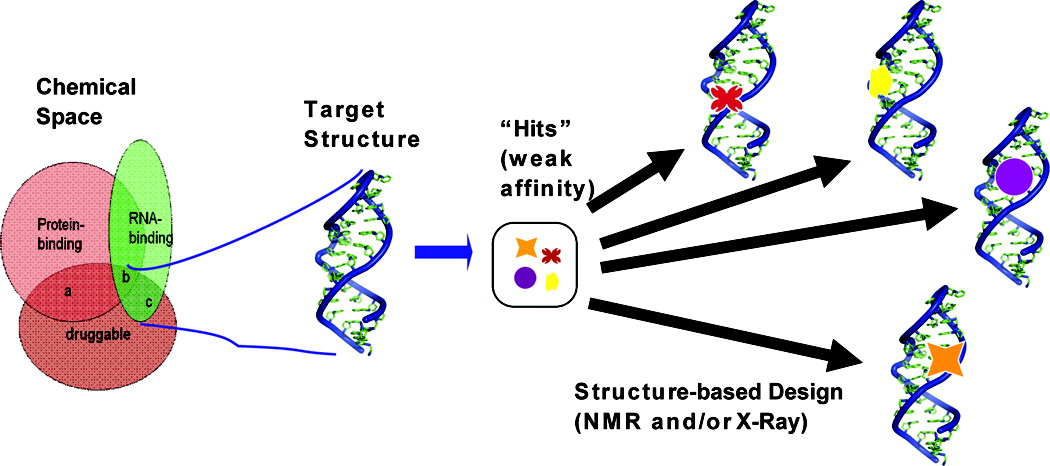 Chemical
Space
Protein-
binding
RNA-
binding
a
b
c
druggable
Target
Structure
“Hits”
(weak
affinity)
Structure-based Design
(NMR and/or X-Ray)